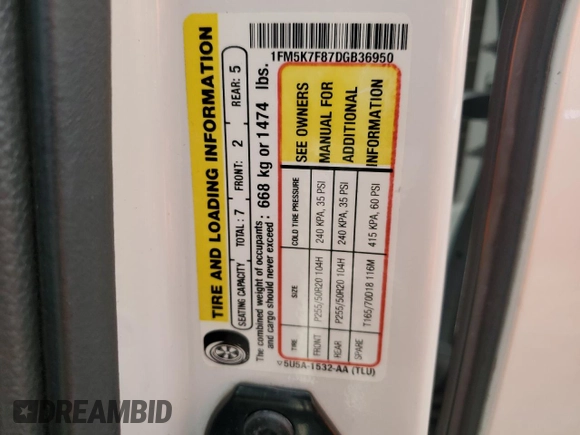 1FM5K7F87DGB36950
TIRE AND LOADING INFORMATION
SEATING CAPACITY TOTAL: 7 FRONT: 2 REAR: 5
The combined weight of occupants and cargo should never exceed: 668 kg or 1474 lbs.
TIRE SIZE COLD TIRE PRESSURE
FRONT P255/50R20 104H 240 KPA, 35 PSI
REAR P255/50R20 104H 240 KPA, 35 PSI
SPARE T165/70D18 116M 415 KPA, 60 PSI
SEE OWNERS
MANUAL FOR
ADDITIONAL
INFORMATION
5U5A-1532-AA (TLU)
DREAMBID